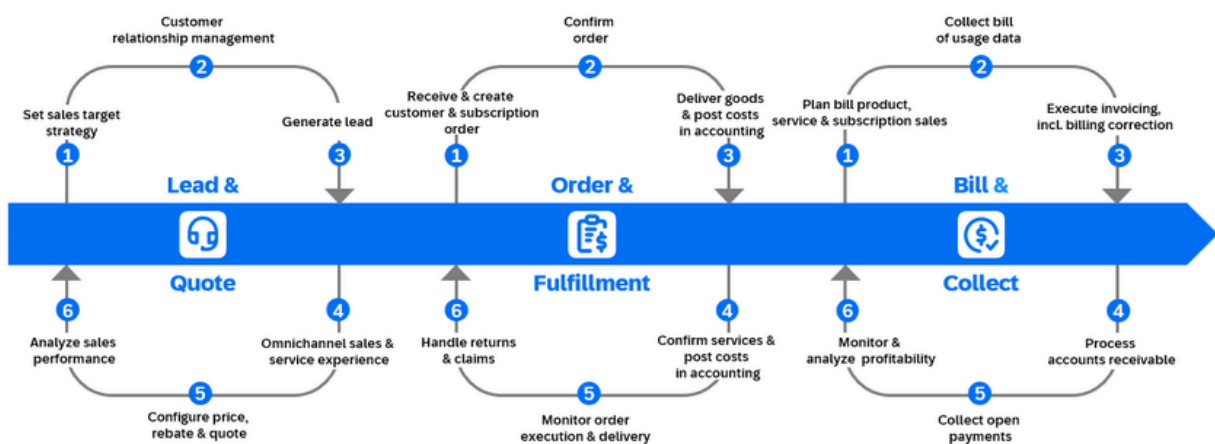 Customer
relationship management
2
Set sales target
strategy
1
Generate lead
3
Lead &
Quote
6
Analyze sales
performance
4
Omnichannel sales &
service experience
5
Configure price,
rebate & quote
Confirm
order
2
Receive & create
customer & subscription
order
1
Deliver goods
& post costs
in accounting
3
Order &
Fulfillment
6
Handle returns
& claims
4
Confirm services &
post costs
in accounting
5
Monitor order
execution & delivery
Collect bill
of usage data
2
Plan bill product,
service & subscription sales
1
Execute invoicing,
incl. billing correction
3
Bill &
Collect
6
Monitor &
analyze profitability
4
Process
accounts receivable
5
Collect open
payments